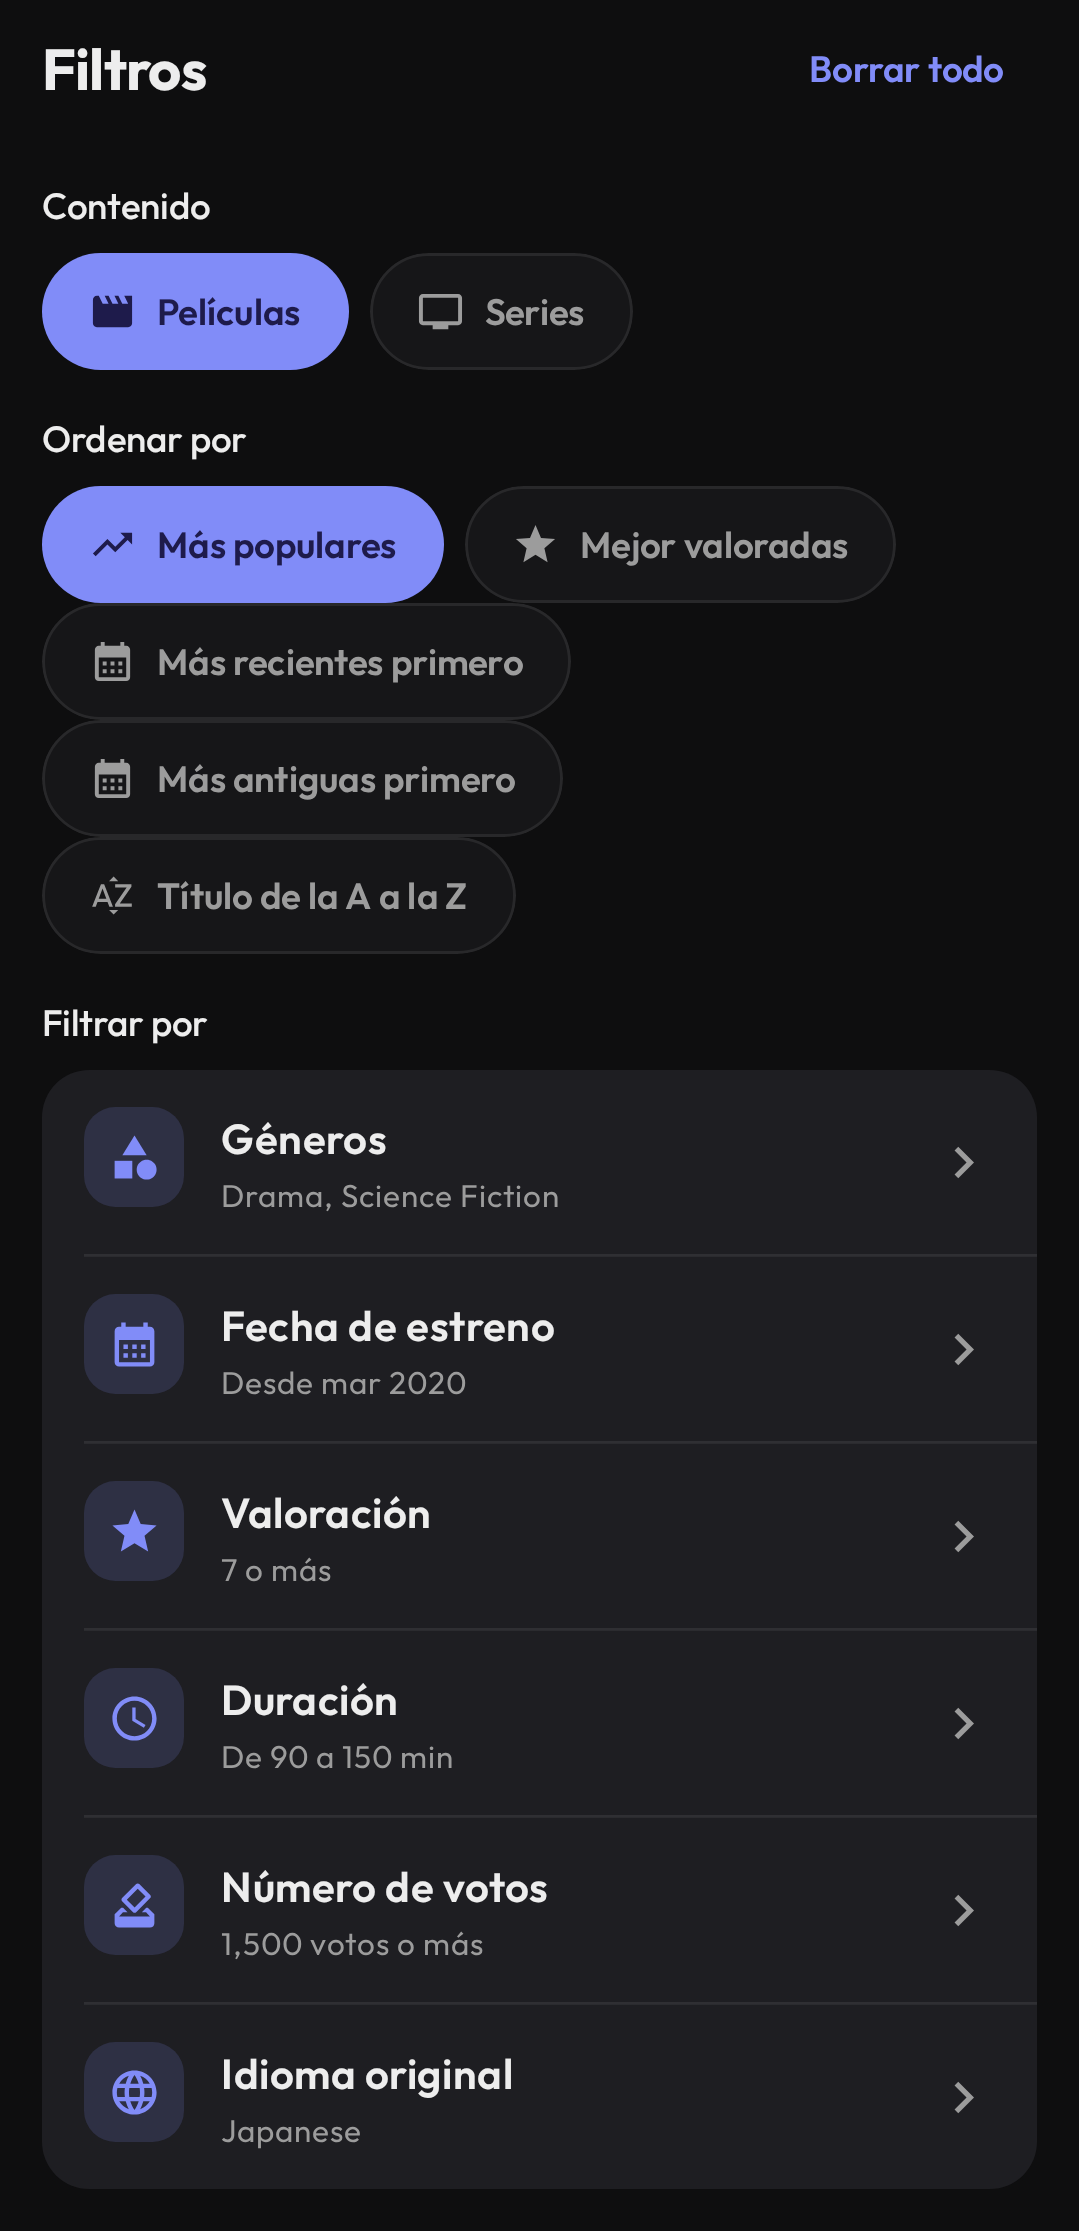 Filtros
Borrar todo
Contenido
Películas
Series
Ordenar por
Más populares
Mejor valoradas
Más recientes primero
Más antiguas primero
AZ Título de la A a la Z
Filtrar por
Géneros
Drama, Science Fiction
Fecha de estreno
Desde mar 2020
Valoración
7 o más
Duración
De 90 a 150 min
Número de votos
1,500 votos o más
Idioma original
Japanese